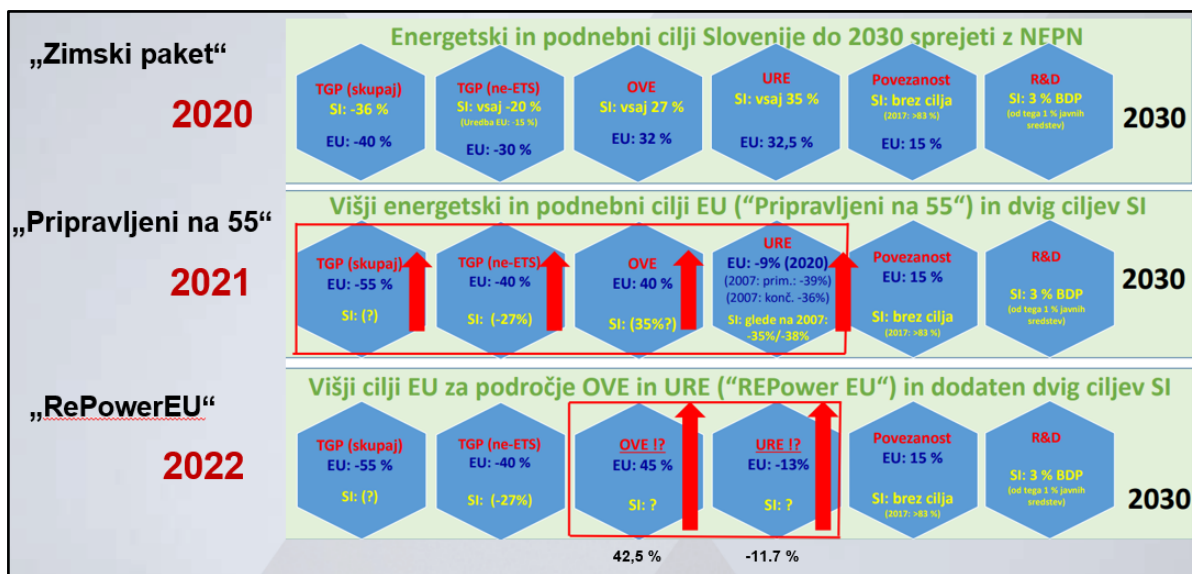 „Zimski paket“
2020
Energetski in podnebni cilji Slovenije do 2030 sprejeti z NEPN
TGP (skupaj)
SI: -36 %
EU: -40 %
TGP (ne-ETS)
SI: vsaj -20 %
(Uredba EU: -15 %)
EU: -30 %
OVE
SI: vsaj 27 %
EU: 32 %
URE
SI: vsaj 35 %
EU: 32,5 %
Povezanost
SI: brez cilja
(2017: >83 %)
EU: 15 %
R&D
SI: 3 % BDP
(od tega 1 % javnih
sredstev)
2030
„Pripravljeni na 55“
2021
Višji energetski in podnebni cilji EU (“Pripravljeni na 55“) in dvig ciljev SI
TGP (skupaj)
EU: -55 %
SI: (?)
TGP (ne-ETS)
EU: -40 %
SI: (-27%)
OVE
EU: 40 %
SI: (35%?)
URE
EU: -9% (2020)
(2007: prim.: -39%)
(2007: konč. -36%)
SI: glede na 2007:
-35%/-38%
Povezanost
EU: 15 %
SI: brez cilja
(2017: >83 %)
R&D
SI: 3 % BDP
(od tega 1 % javnih
sredstev)
2030
„RePowerEU“
2022
Višji cilji EU za področje OVE in URE (“REPower EU“) in dodaten dvig ciljev SI
TGP (skupaj)
EU: -55 %
SI: (?)
TGP (ne-ETS)
EU: -40 %
SI: (-27%)
OVE !?
EU: 45 %
SI: ?
URE !?
EU: -13%
SI: ?
Povezanost
EU: 15 %
SI: brez cilja
(2017: >83 %)
R&D
SI: 3 % BDP
(od tega 1 % javnih
sredstev)
2030
42,5 %
-11.7 %